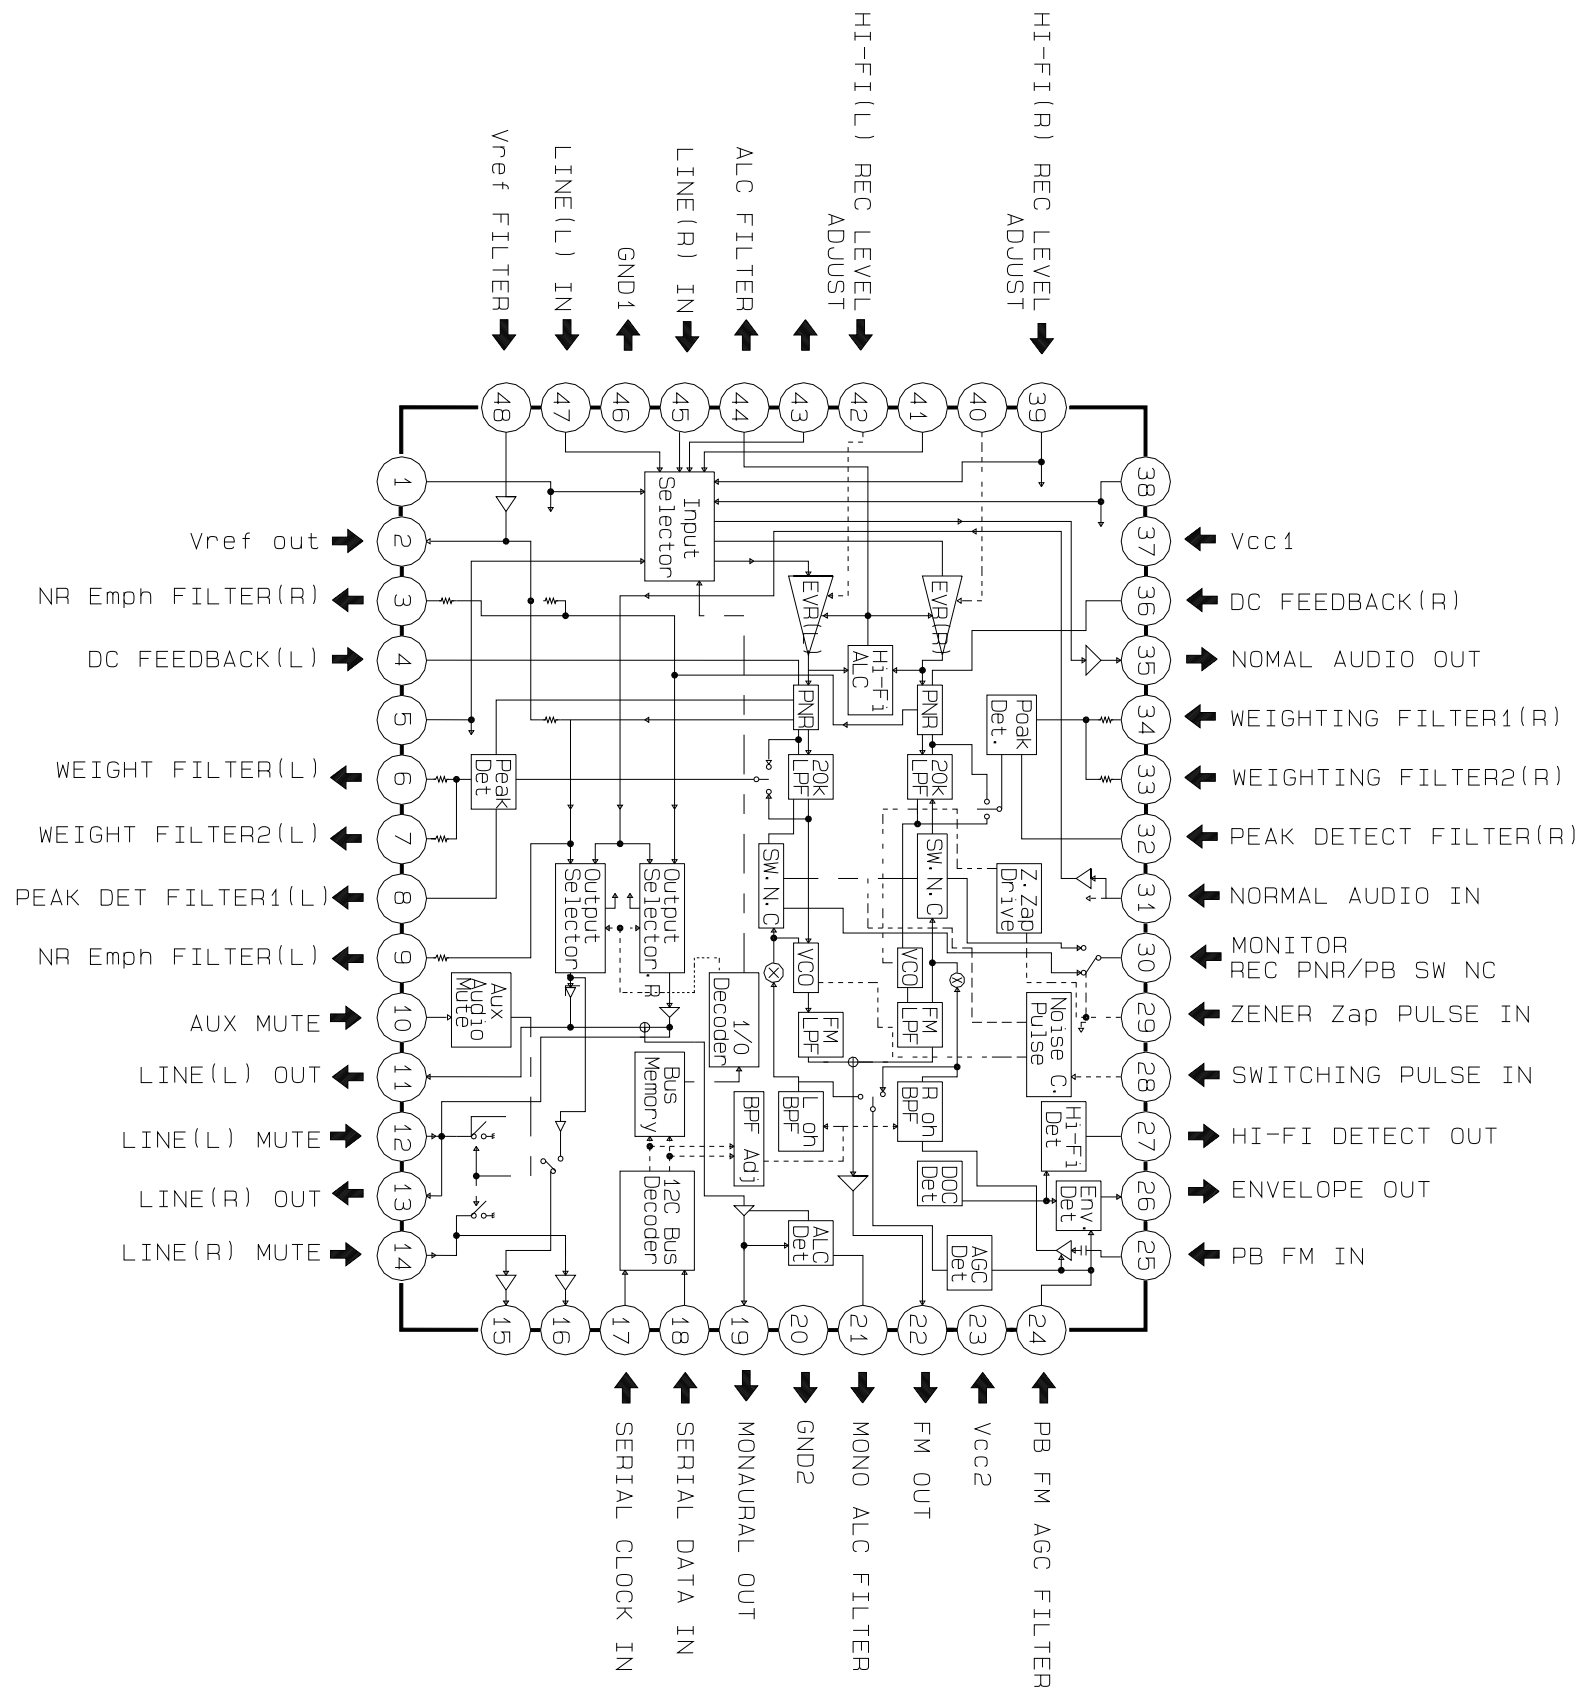 Vref FILTER
LINE(L) IN
GND1
LINE(R) IN
ALC FILTER
HI-FI(L) REC LEVEL
ADJUST
HI-FI(R) REC LEVEL
ADJUST
48
47
46
45
44
43
42
41
40
39
1
2
3
4
5
6
7
8
9
10
11
12
13
14
Vref out
NR Emph FILTER(R)
DC FEEDBACK(L)
WEIGHT FILTER(L)
WEIGHT FILTER2(L)
PEAK DET FILTER1(L)
NR Emph FILTER(L)
AUX MUTE
LINE(L) OUT
LINE(L) MUTE
LINE(R) OUT
LINE(R) MUTE
38
37
36
35
34
33
32
31
30
29
28
27
26
25
Vcc1
DC FEEDBACK(R)
NOMAL AUDIO OUT
WEIGHTING FILTER1(R)
WEIGHTING FILTER2(R)
PEAK DETECT FILTER(R)
NORMAL AUDIO IN
MONITOR
REC PNR/PB SW NC
ZENER Zap PULSE IN
SWITCHING PULSE IN
HI-FI DETECT OUT
ENVELOPE OUT
PB FM IN
Input
Selector
EVR(L)
EVR(R)
Hi-Fi
ALC
PNR
PNR
Poak
Det.
Peak
Det
20K
LPF
20K
LPF
SW.N.C
SW.N.C
Z.Zap
Drive
Output
Selector
Output
Selector.R
VCO
VCO
Aux
Audio
Mute
1/0
Decoder
FM
LPF
FM
LPF
Noise C.
Pulse
Bus
Memory
BPF Adj
L oh
BPF
R oh
BPF
Hi-Fi
Det
DOC
Det
Env.
Det
12C Bus
Decoder
ALC
Det
AGC
Det
15
16
17
18
19
20
21
22
23
24
SERIAL CLOCK IN
SERIAL DATA IN
MONAURAL OUT
GND2
MONO ALC FILTER
FM OUT
Vcc2
PB FM AGC FILTER